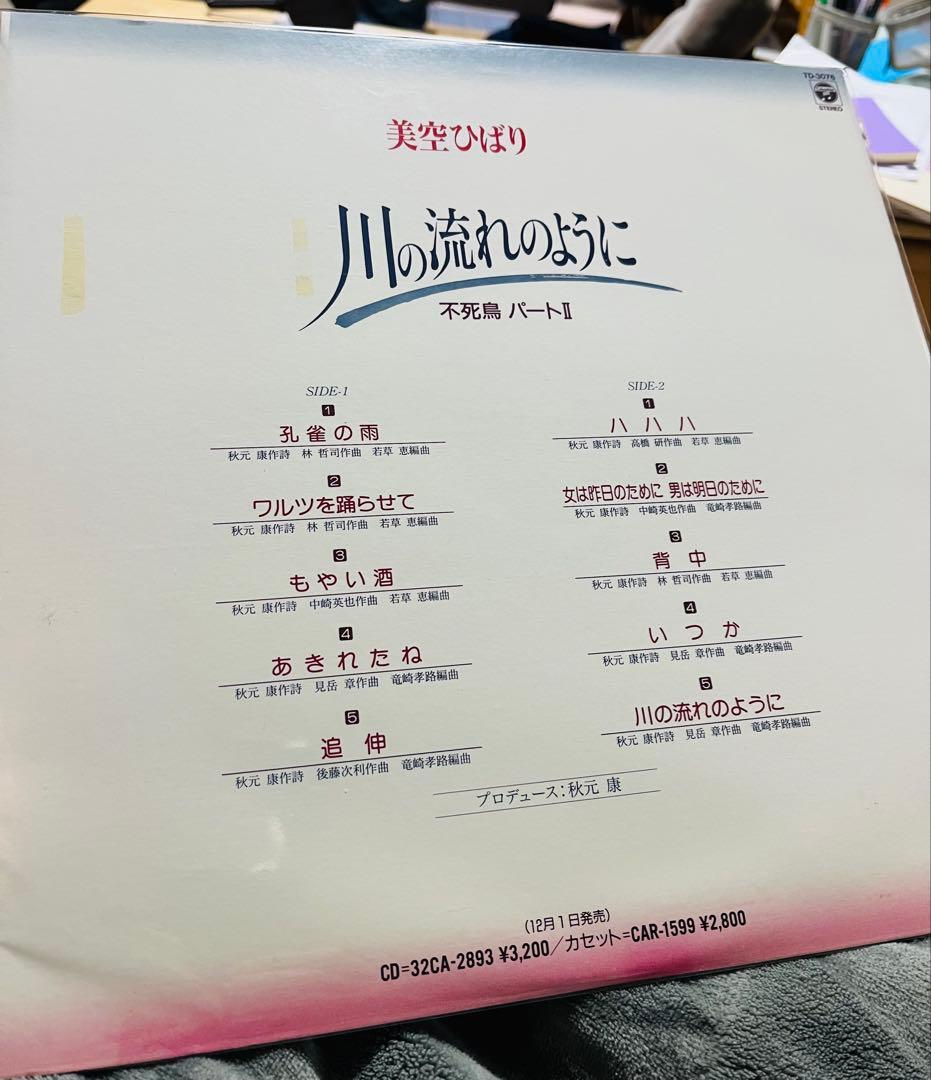 TD-3076
STEREO
美空ひばり
川の流れのように
不死鳥 パートⅡ
SIDE-1
1
孔雀の雨
秋元 康作詩 林 哲司作曲 若草 恵編曲
2
ワルツを踊らせて
秋元 康作詩 林 哲司作曲 若草 恵編曲
3
もやい酒
秋元 康作詩 中崎英也作曲 若草 恵編曲
4
あきれたね
秋元 康作詩 見岳 章作曲 竜崎孝路編曲
5
追伸
秋元 康作詩 後藤次利作曲 竜崎孝路編曲
SIDE-2
1
ハハハ
秋元 康作詩 高橋 研作曲 若草 恵編曲
2
女は昨日のために 男は明日のために
秋元 康作詩 中崎英也作曲 竜崎孝路編曲
3
背中
秋元 康作詩 林 哲司作曲 若草 恵編曲
4
いつか
秋元 康作詩 見岳 章作曲 竜崎孝路編曲
5
川の流れのように
秋元 康作詩 見岳 章作曲 竜崎孝路編曲
プロデュース:秋元 康
(12月1日発売)
CD=32CA-2893 ¥3,200/カセット=CAR-1599 ¥2,800